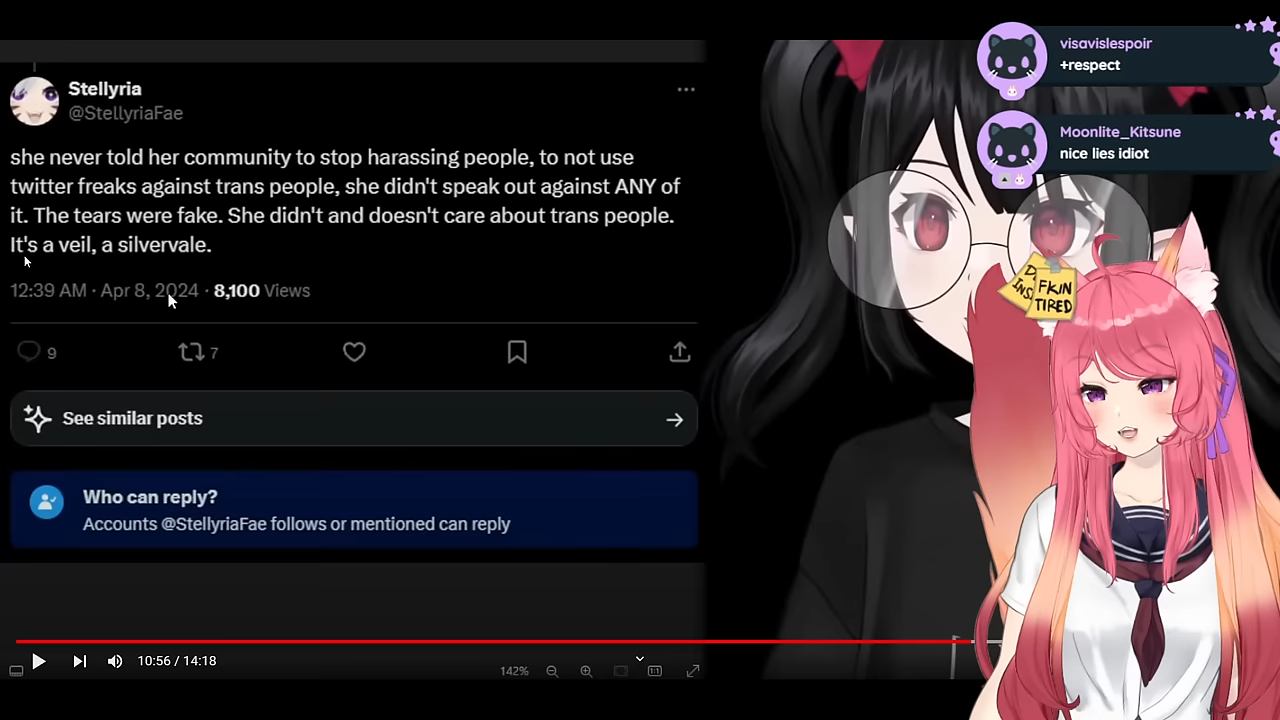 Stellyria
@StellyriaFae
she never told her community to stop harassing people, to not use
twitter freaks against trans people, she didn't speak out against ANY of
it. The tears were fake. She didn't and doesn't care about trans people.
It's a veil, a silvervale.
12:39 AM · Apr 8, 2024 · 8,100 Views
9
7
See similar posts
Who can reply?
Accounts @StellyriaFae follows or mentioned can reply
10:56 / 14:18
142%
1:1
visavislespoir
+respect
Moonlite_Kitsune
nice lies idiot
FKIN
TIRED